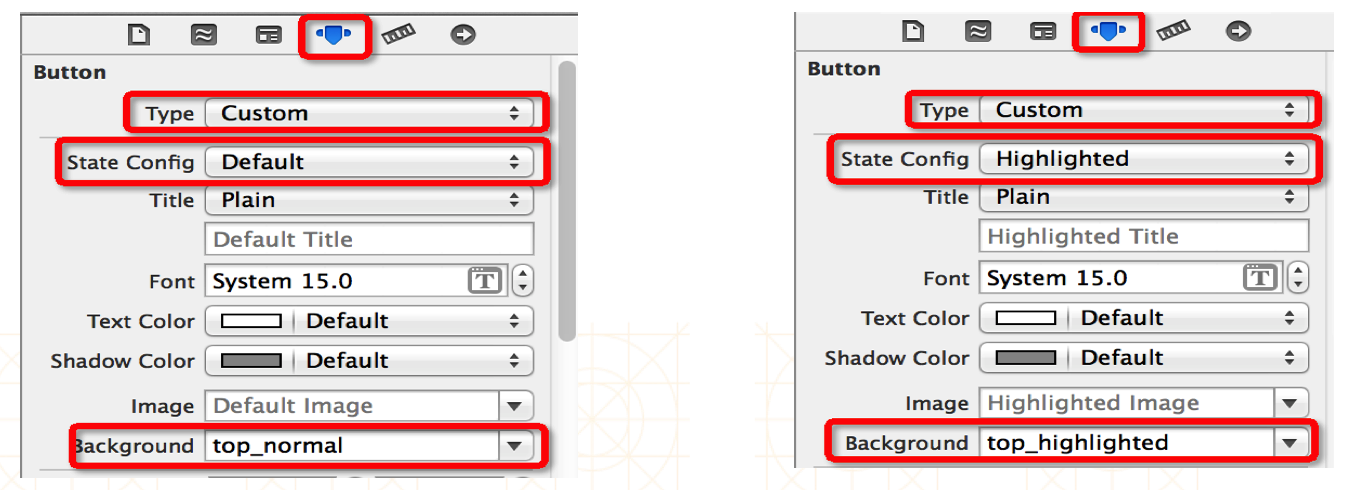 Button
Type Custom
State Config Default
Title Plain
Default Title
Font System 15.0 T
Text Color Default
Shadow Color Default
Image Default Image
Background top_normal
Button
Type Custom
State Config Highlighted
Title Plain
Highlighted Title
Font System 15.0 T
Text Color Default
Shadow Color Default
Image Highlighted Image
Background top_highlighted